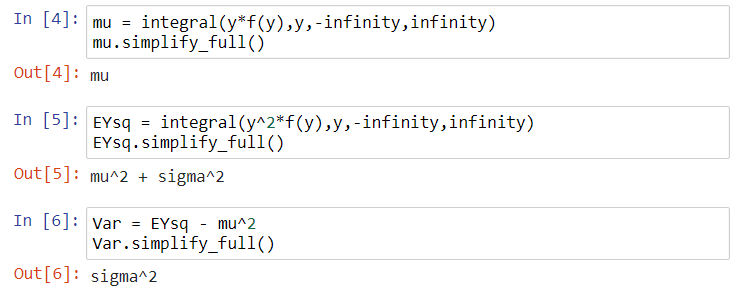 In [4]: mu = integral(y*f(y),y,-infinity,infinity)
mu.simplify_full()
Out[4]: mu
In [5]: EYsq = integral(y^2*f(y),y,-infinity,infinity)
EYsq.simplify_full()
Out[5]: mu^2 + sigma^2
In [6]: Var = EYsq - mu^2
Var.simplify_full()
Out[6]: sigma^2